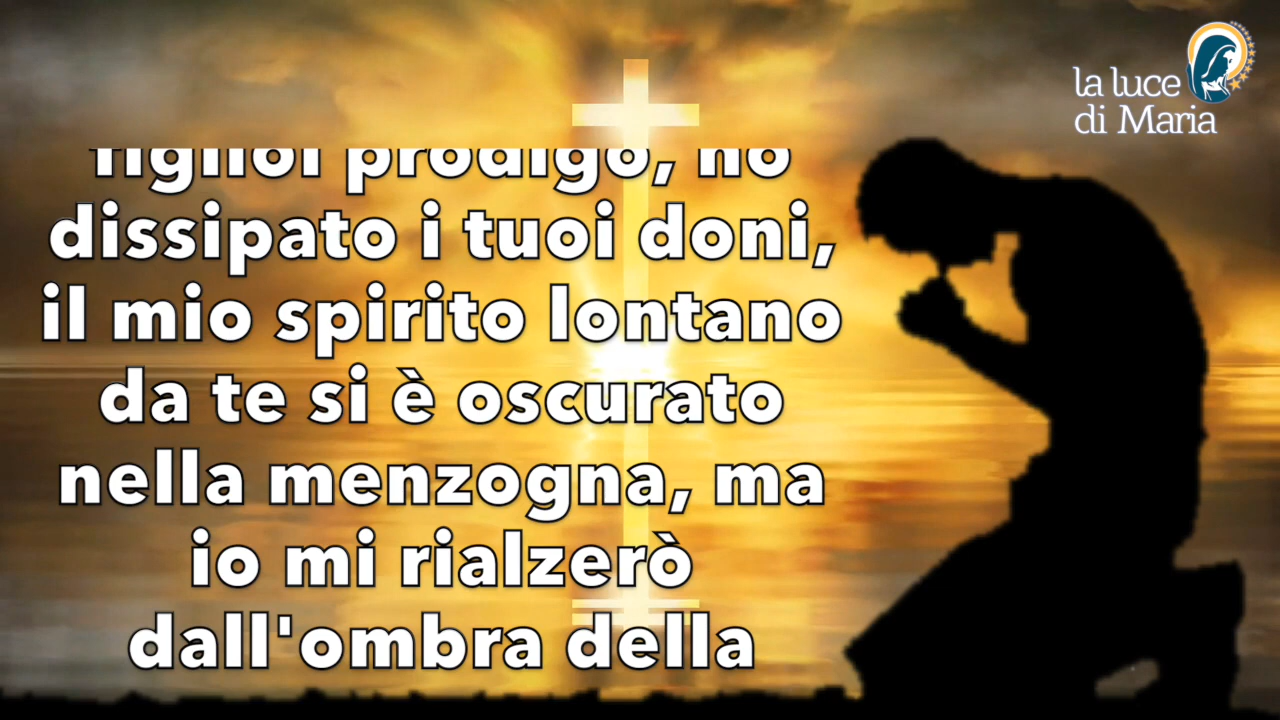 figliol prodigo, ho
dissipato i tuoi doni,
il mio spirito lontano
da te si è oscurato
nella menzogna, ma
io mi rialzerò
dall'ombra della
la luce
di Maria